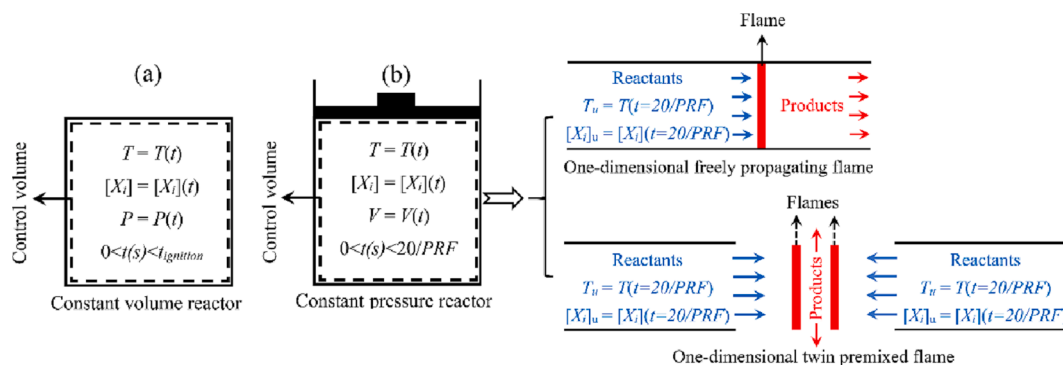 (a)
Control volume
T = T(t)
[Xᵢ] = [Xᵢ](t)
P = P(t)
0<t(s)<t_ignition
Constant volume reactor
(b)
Control volume
T = T(t)
[Xᵢ] = [Xᵢ](t)
V = V(t)
0<t(s)<20/PRF
Constant pressure reactor
Flame
Reactants
Tᵤ = T(t=20/PRF)
[Xᵢ]ᵤ = [Xᵢ](t=20/PRF)
Products
One-dimensional freely propagating flame
Flames
Reactants
Tᵤ = T(t=20/PRF)
[Xᵢ]ᵤ = [Xᵢ](t=20/PRF)
Products
Reactants
Tᵤ = T(t=20/PRF)
[Xᵢ]ᵤ = [Xᵢ](t=20/PRF
One-dimensional twin premixed flame